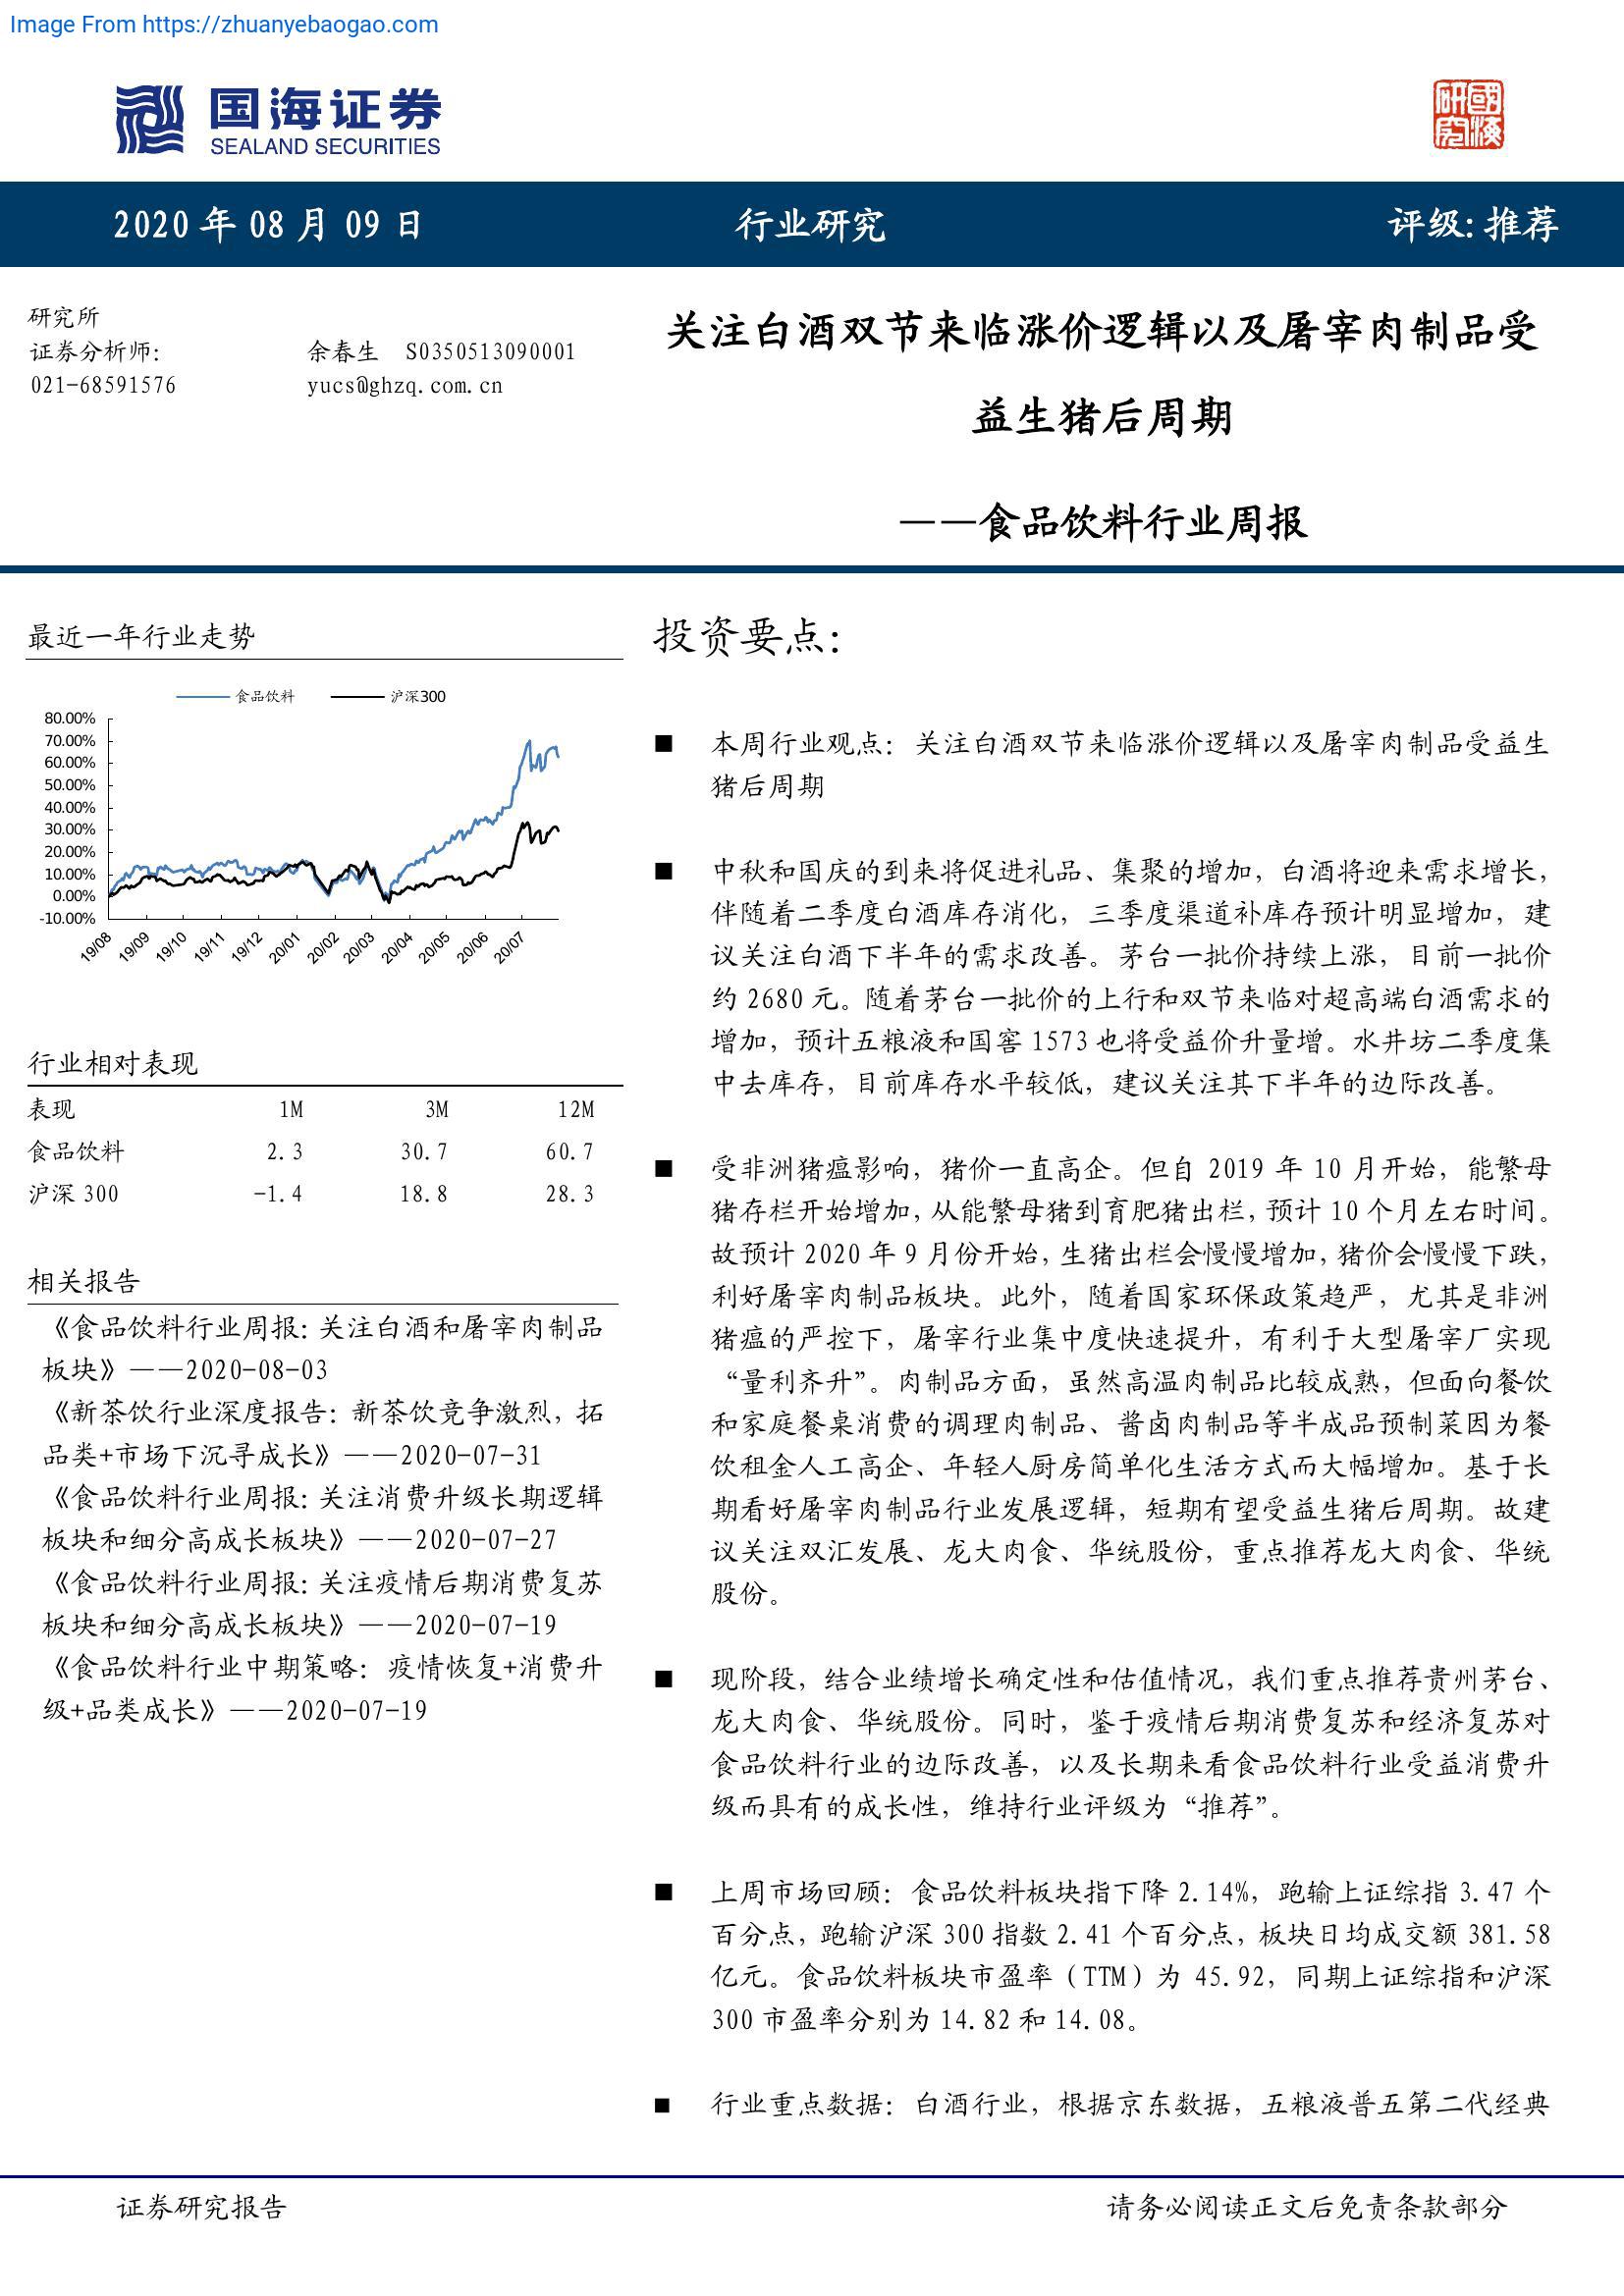 Image From https://zhuanyebaogao.com
国海证券
SEALAND SECURITIES
研究
國海
2020 年 08 月 09 日
行业研究
评级:推荐
研究所
证券分析师:
余春生 S0350513090001
021-68591576
yucs@ghzq.com.cn
关注白酒双节来临涨价逻辑以及屠宰肉制品受
益生猪后周期
——食品饮料行业周报
最近一年行业走势
食品饮料
沪深300
80.00%
70.00%
60.00%
50.00%
40.00%
30.00%
20.00%
10.00%
0.00%
-10.00%
19/08
19/09
19/10
19/11
19/12
20/01
20/02
20/03
20/04
20/05
20/06
20/07
行业相对表现
表现 1M 3M 12M
食品饮料 2.3 30.7 60.7
沪深 300 -1.4 18.8 28.3
相关报告
《食品饮料行业周报:关注白酒和屠宰肉制品
板块》——2020-08-03
《新茶饮行业深度报告:新茶饮竞争激烈,拓
品类+市场下沉寻成长》——2020-07-31
《食品饮料行业周报:关注消费升级长期逻辑
板块和细分高成长板块》——2020-07-27
《食品饮料行业周报:关注疫情后期消费复苏
板块和细分高成长板块》——2020-07-19
《食品饮料行业中期策略:疫情恢复+消费升
级+品类成长》——2020-07-19
投资要点:
■ 本周行业观点:关注白酒双节来临涨价逻辑以及屠宰肉制品受益生
猪后周期
■ 中秋和国庆的到来将促进礼品、集聚的增加,白酒将迎来需求增长,
伴随着二季度白酒库存消化,三季度渠道补库存预计明显增加,建
议关注白酒下半年的需求改善。茅台一批价持续上涨,目前一批价
约 2680 元。随着茅台一批价的上行和双节来临对超高端白酒需求的
增加,预计五粮液和国窖 1573 也将受益价升量增。水井坊二季度集
中去库存,目前库存水平较低,建议关注其下半年的边际改善。
■ 受非洲猪瘟影响,猪价一直高企。但自 2019 年 10 月开始,能繁母
猪存栏开始增加,从能繁母猪到育肥猪出栏,预计 10 个月左右时间。
故预计 2020 年 9 月份开始,生猪出栏会慢慢增加,猪价会慢慢下跌,
利好屠宰肉制品板块。此外,随着国家环保政策趋严,尤其是非洲
猪瘟的严控下,屠宰行业集中度快速提升,有利于大型屠宰厂实现
“量利齐升”。肉制品方面,虽然高温肉制品比较成熟,但面向餐饮
和家庭餐桌消费的调理肉制品、酱卤肉制品等半成品预制菜因为餐
饮租金人工高企、年轻人厨房简单化生活方式而大幅增加。基于长
期看好屠宰肉制品行业发展逻辑,短期有望受益生猪后周期。故建
议关注双汇发展、龙大肉食、华统股份,重点推荐龙大肉食、华统
股份。
■ 现阶段,结合业绩增长确定性和估值情况,我们重点推荐贵州茅台、
龙大肉食、华统股份。同时,鉴于疫情后期消费复苏和经济复苏对
食品饮料行业的边际改善,以及长期来看食品饮料行业受益消费升
级而具有的成长性,维持行业评级为“推荐”。
■ 上周市场回顾:食品饮料板块指下降 2.14%,跑输上证综指 3.47 个
百分点,跑输沪深 300 指数 2.41 个百分点,板块日均成交额 381.58
亿元。食品饮料板块市盈率(TTM)为 45.92,同期上证综指和沪深
300 市盈率分别为 14.82 和 14.08。
■ 行业重点数据:白酒行业,根据京东数据,五粮液普五第二代经典
证券研究报告
请务必阅读正文后免责条款部分